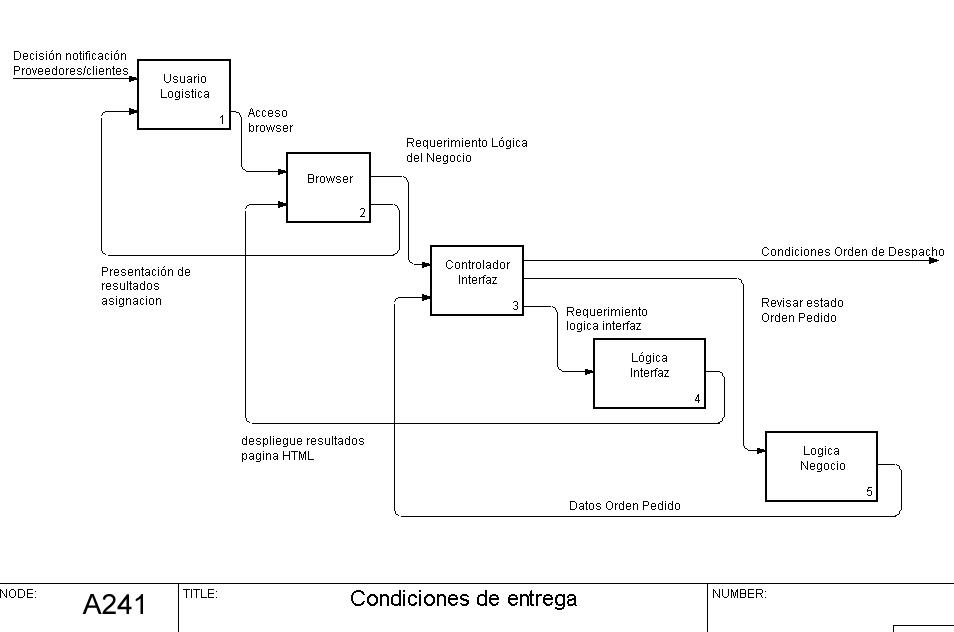 Decisión notificación
Proveedores/clientes
Usuario
Logistica
1
Acceso
browser
Requerimiento Lógica
del Negocio
Browser
2
Condiciones Orden de Despacho
Controlador
Interfaz
3
Presentación de
resultados
asignacion
Revisar estado
Orden Pedido
Requerimiento
logica interfaz
Lógica
Interfaz
4
despliegue resultados
pagina HTML
Logica
Negocio
5
Datos Orden Pedido
NODE:
A241
TITLE:
Condiciones de entrega
NUMBER: